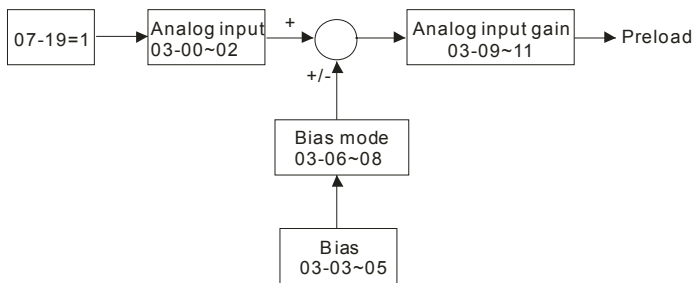 07-19=1
Analog input
03-00~02
+
+/-
Analog input gain
03-09~11
Preload
Bias mode
03-06~08
Bias
03-03~05